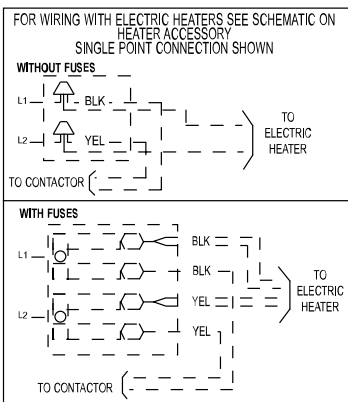 FOR WIRING WITH ELECTRIC HEATERS SEE SCHEMATIC ON
HEATER ACCESSORY
SINGLE POINT CONNECTION SHOWN
WITHOUT FUSES
L1
BLK
L2
YEL
TO
ELECTRIC
HEATER
TO CONTACTOR
WITH FUSES
L1
BLK
BLK
L2
YEL
YEL
TO
ELECTRIC
HEATER
TO CONTACTOR